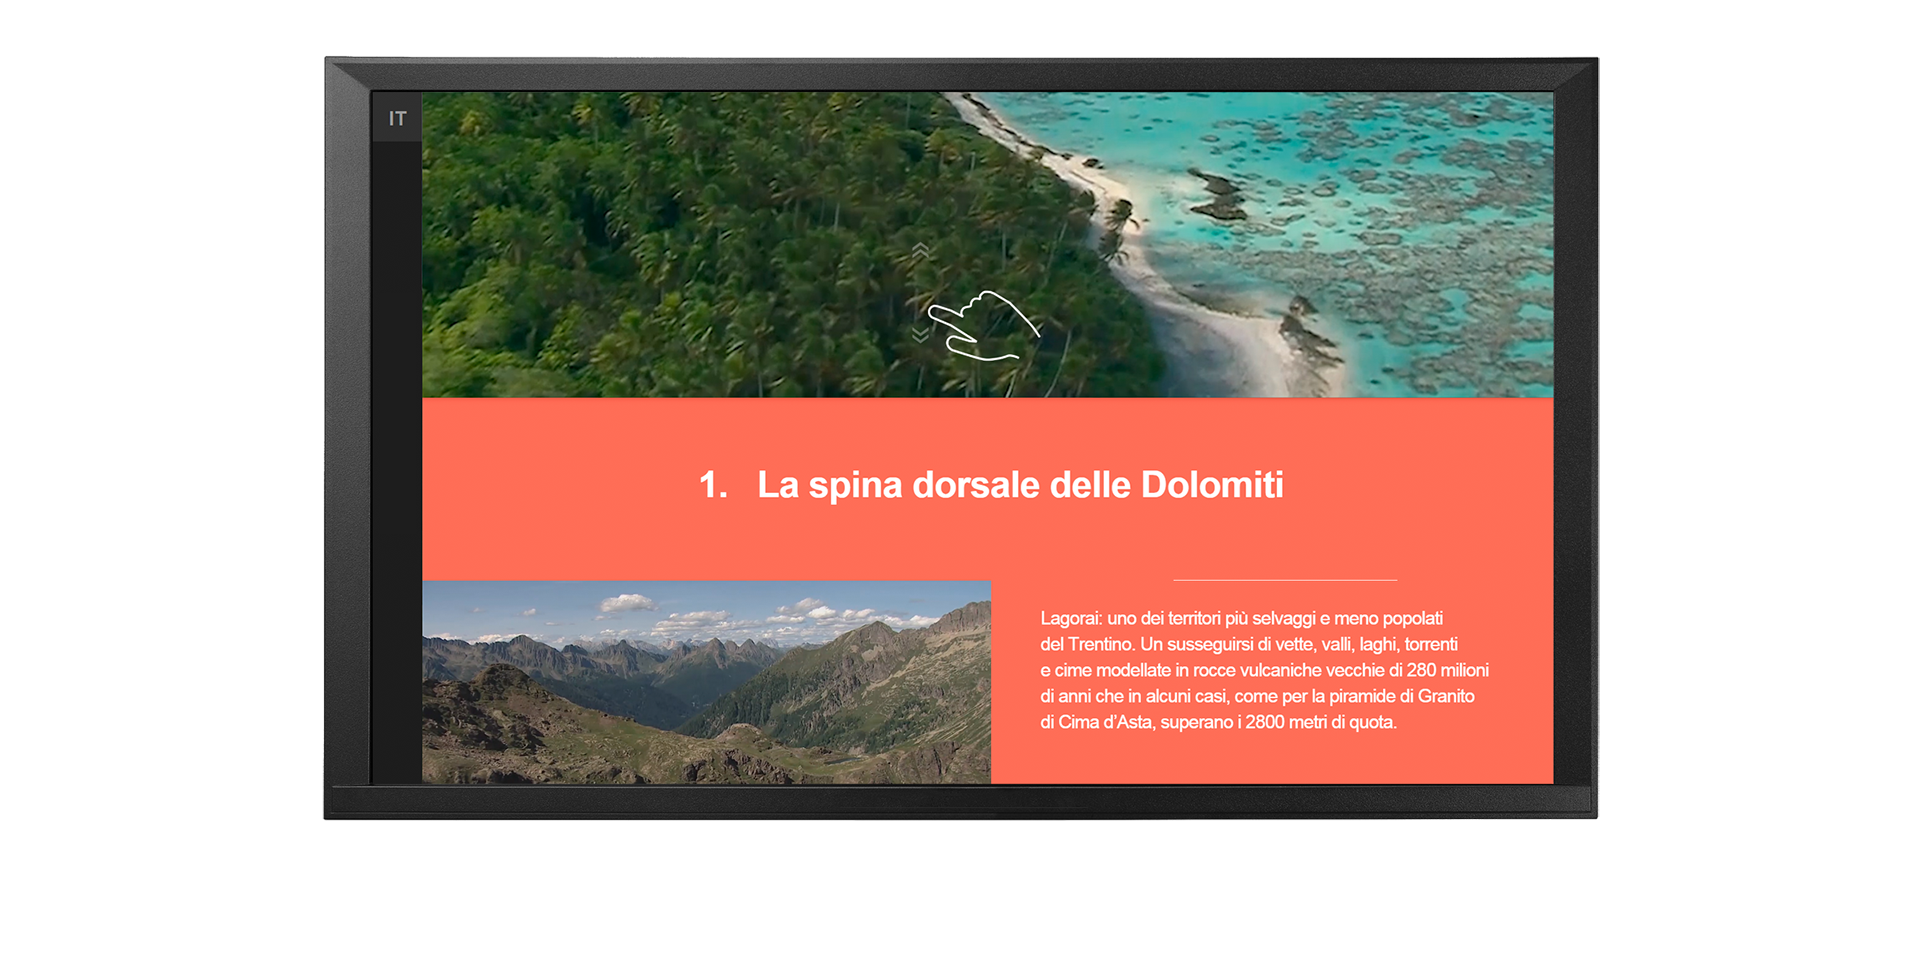 IT
1. La spina dorsale delle Dolomiti
Lagorai: uno dei territori più selvaggi e meno popolati
del Trentino. Un susseguirsi di vette, valli, laghi, torrenti
e cime modellate in rocce vulcaniche vecchie di 280 milioni
di anni che in alcuni casi, come per la piramide di Granito
di Cima d'Asta, superano i 2800 metri di quota.